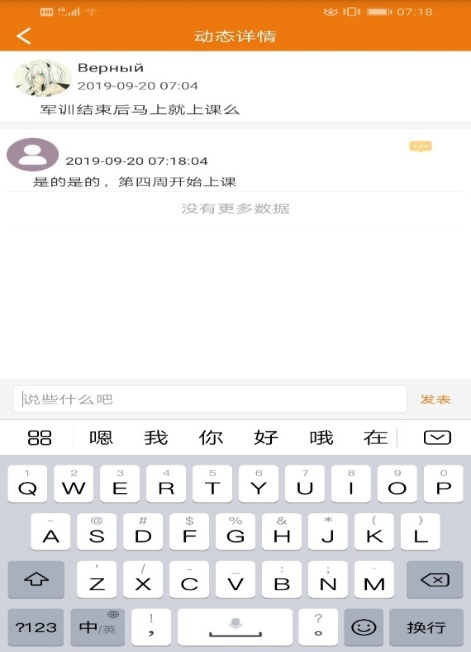 07:18
动态详情
Верный
2019-09-20 07:04
军训结束后马上就上课么
2019-09-20 07:18:04
是的是的，第四周开始上课
没有更多数据
说些什么吧
发表
嗯 我 你 好 哦 在
1 2 3 4 5 6 7 8 9 0
Q W E R T Y U I O P
~ @ # $ % & * ( )
A S D F G H J K L
' / - _ : ; ,
Z X C V B N M
?123 中/英 ! , ? 。 换行